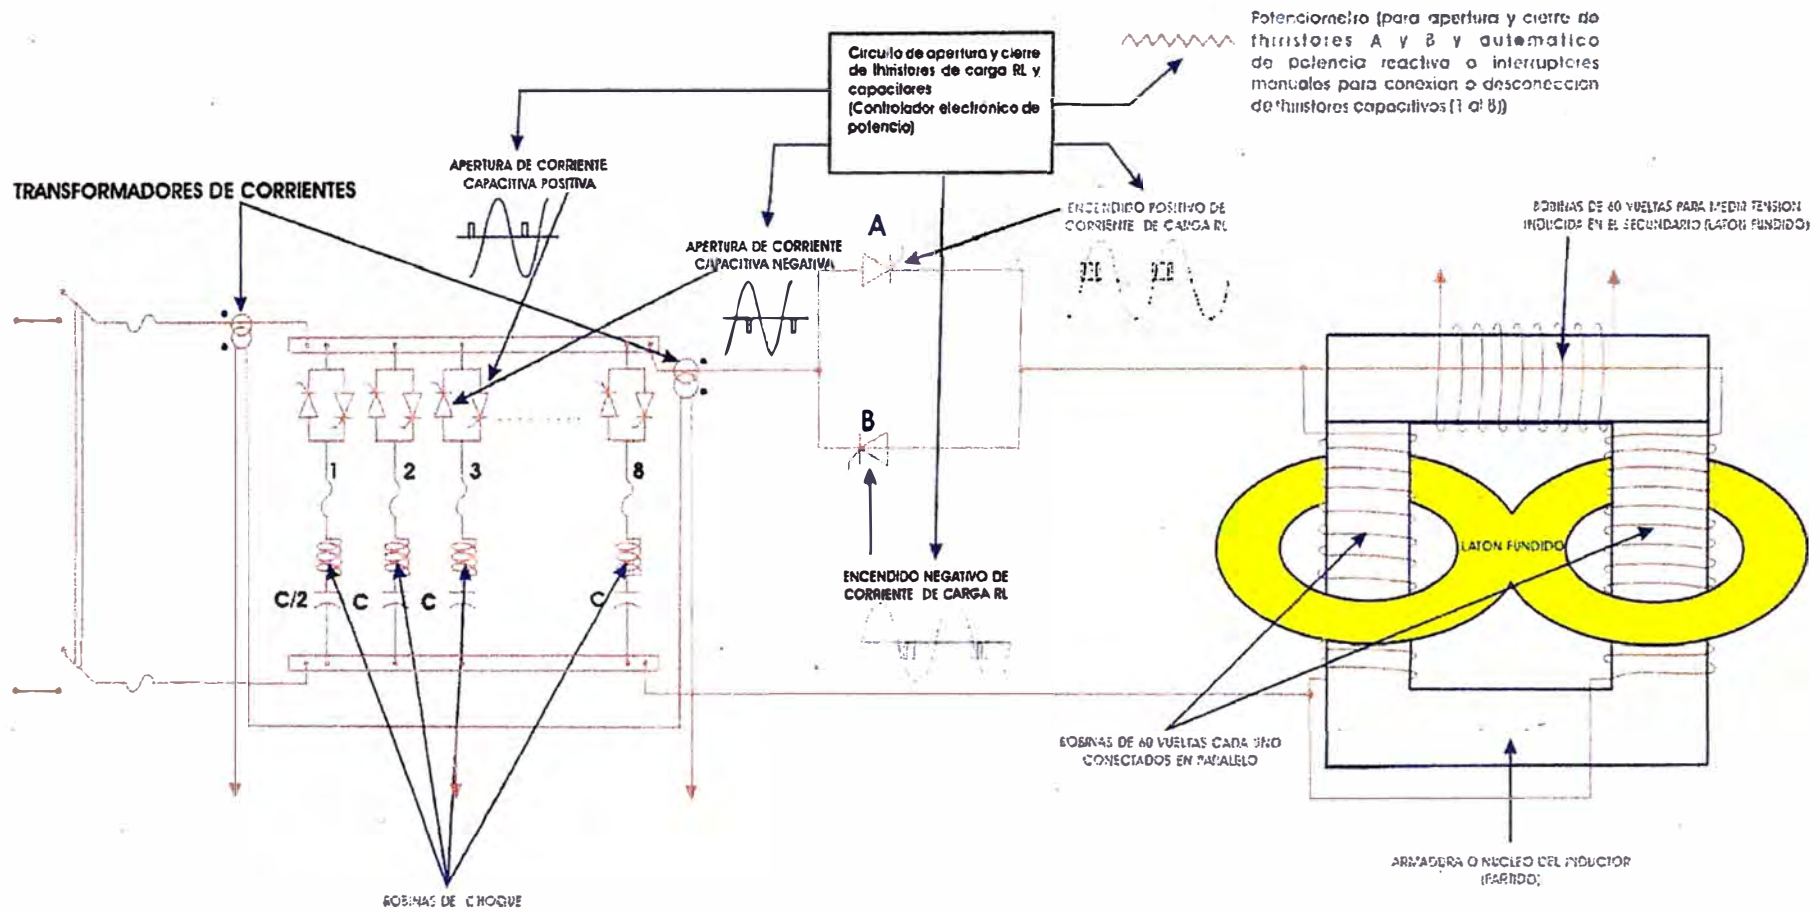 Potenciometro (para apertura y cierre de
thiristores A y B y automatico
de potencia reactiva o interruptores
manuales para conexion o desconeccion
de thiristores capacitivos (1 al 8))
Circuito de apertura y cierre
de thiristores de carga RL y
capacitores
(Controlador electrónico de
potencia)
APERTURA DE CORRIENTE
CAPACITIVA POSITIVA
TRANSFORMADORES DE CORRIENTES
ENCENDIDO POSITIVO DE
CORRIENTE DE CARGA RL
BOBINAS DE 60 VUELTAS PARA MEDIR TENSION
INDUCIDA EN EL SECUNDARIO (LATON FUNDIDO)
A
APERTURA DE CORRIENTE
CAPACITIVA NEGATIVA
B
1 2 3 8
LATON FUNDIDO
ENCENDIDO NEGATIVO DE
CORRIENTE DE CARGA RL
C/2 C C C
BOBINAS DE 60 VUELTAS CADA UNO
CONECTADOS EN PARALELO
ARMADURA O NUCLEO DEL INDUCTOR
(PARTIDO)
BOBINAS DE CHOQUE